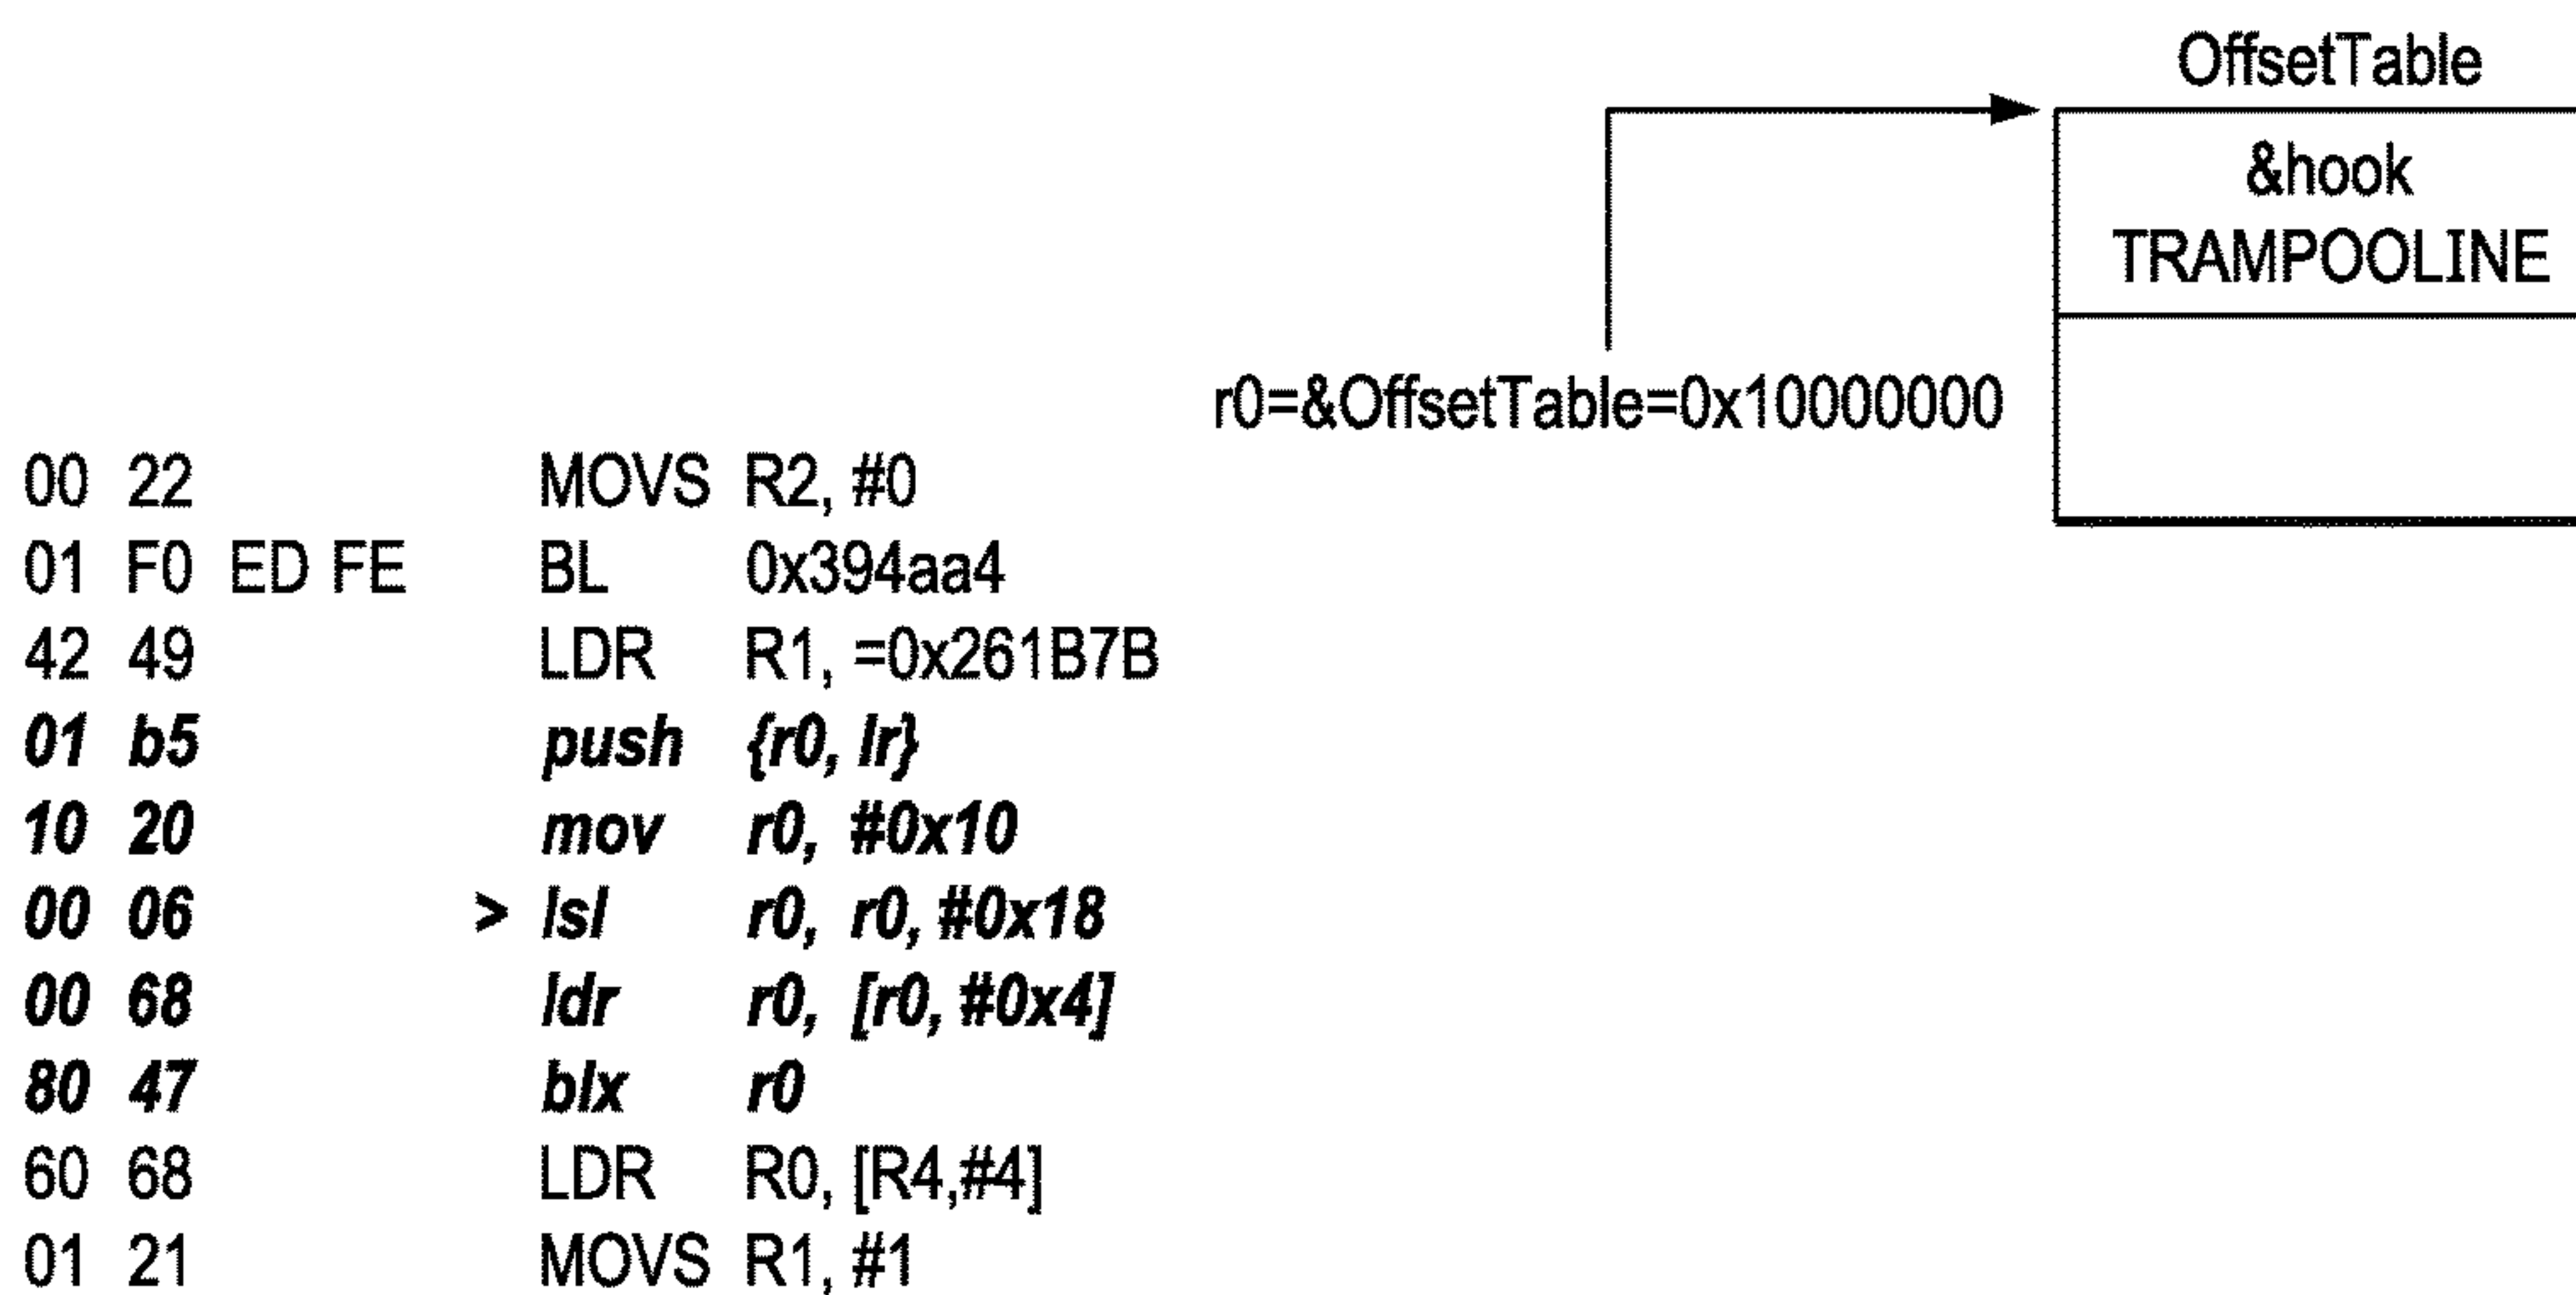 OffsetTable
&hook
TRAMPOOLINE
r0=&OffsetTable=0x10000000
00 22 MOVS R2, #0
01 F0 ED FE BL 0x394aa4
42 49 LDR R1, =0x261B7B
01 b5 push {r0, lr}
10 20 mov r0, #0x10
00 06 > lsl r0, r0, #0x18
00 68 ldr r0, [r0, #0x4]
80 47 blx r0
60 68 LDR R0, [R4,#4]
01 21 MOVS R1, #1